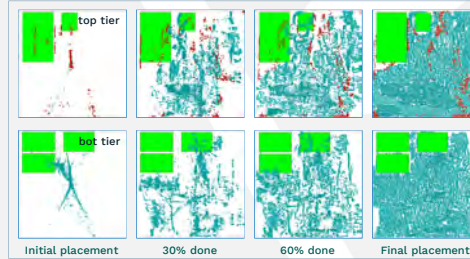 top tier
bot tier
Initial placement 30% done 60% done Final placement